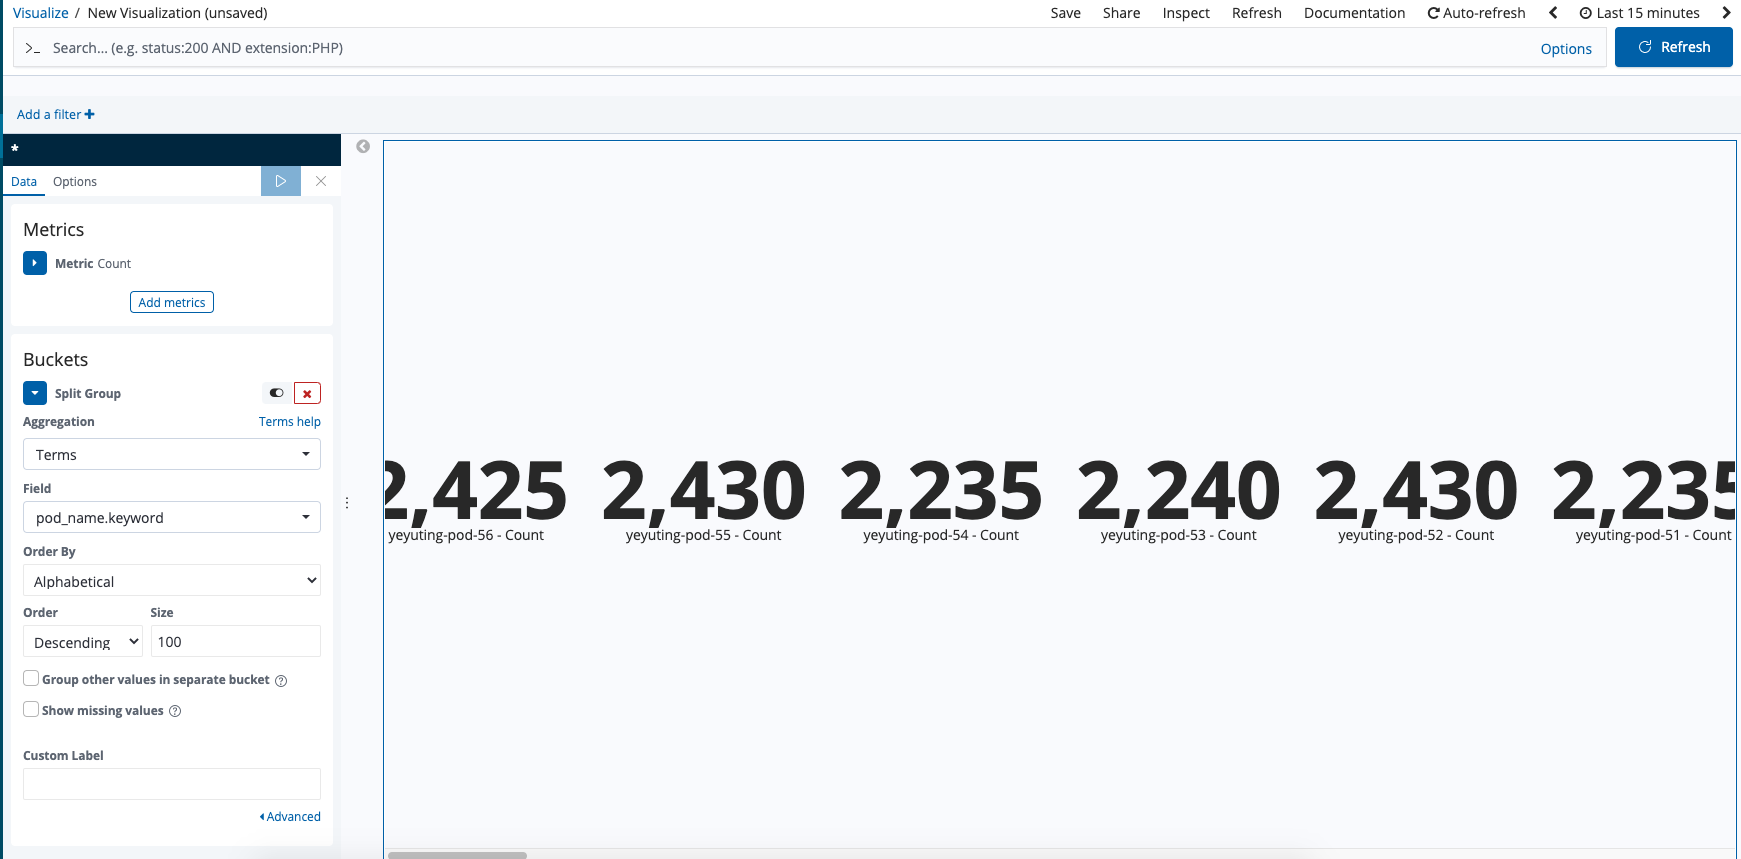 Visualize / New Visualization (unsaved)
Save Share Inspect Refresh Documentation Auto-refresh Last 15 minutes
>_ Search... (e.g. status:200 AND extension:PHP)
Options
Refresh
Add a filter +
*
Data Options
Metrics
Metric Count
Add metrics
Buckets
Split Group
Aggregation Terms help
Terms
Field
pod_name.keyword
Order By
Alphabetical
Order Size
Descending 100
Group other values in separate bucket ?
Show missing values ?
Custom Label
Advanced
2,425 2,430 2,235 2,240 2,430 2,235
yeyuting-pod-56 - Count yeyuting-pod-55 - Count yeyuting-pod-54 - Count yeyuting-pod-53 - Count yeyuting-pod-52 - Count yeyuting-pod-51 - Count